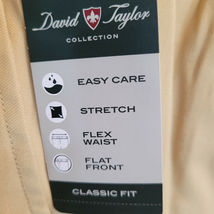 David Taylor
COLLECTION
EASY CARE
STRETCH
FLEX
WAIST
FLAT
FRONT
CLASSIC FIT